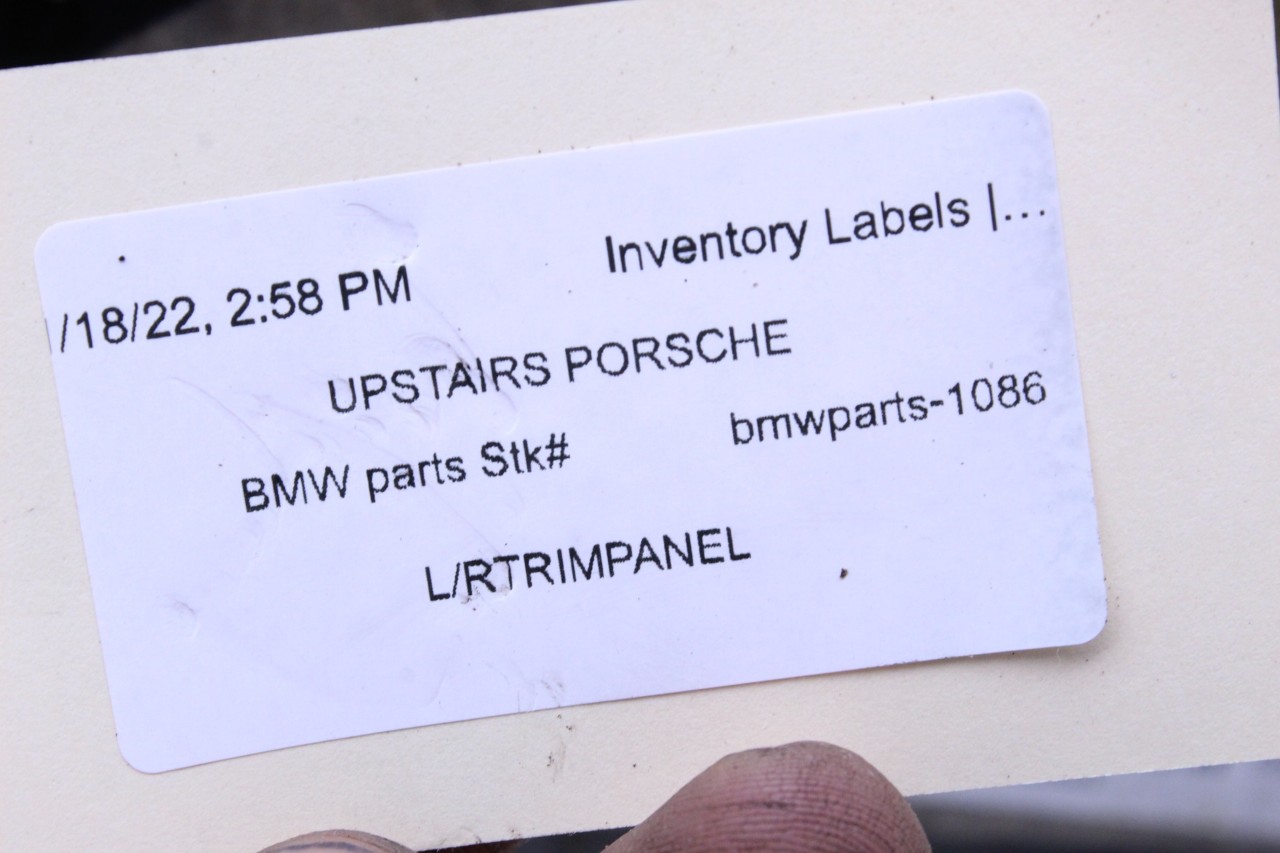 /18/22, 2:58 PM Inventory Labels |...
UPSTAIRS PORSCHE
BMW parts Stk# bmwparts-1086
L/RTRIMPANEL